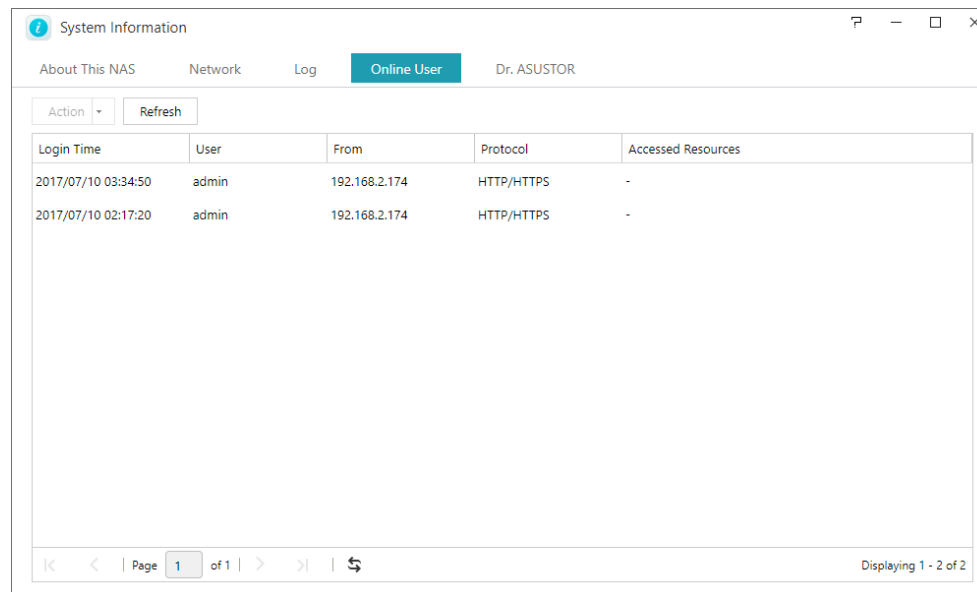 System Information
About This NAS Network Log Online User Dr. ASUSTOR
Action Refresh
Login Time User From Protocol Accessed Resources
2017/07/10 03:34:50 admin 192.168.2.174 HTTP/HTTPS -
2017/07/10 02:17:20 admin 192.168.2.174 HTTP/HTTPS -
Page 1 of 1 Displaying 1 - 2 of 2